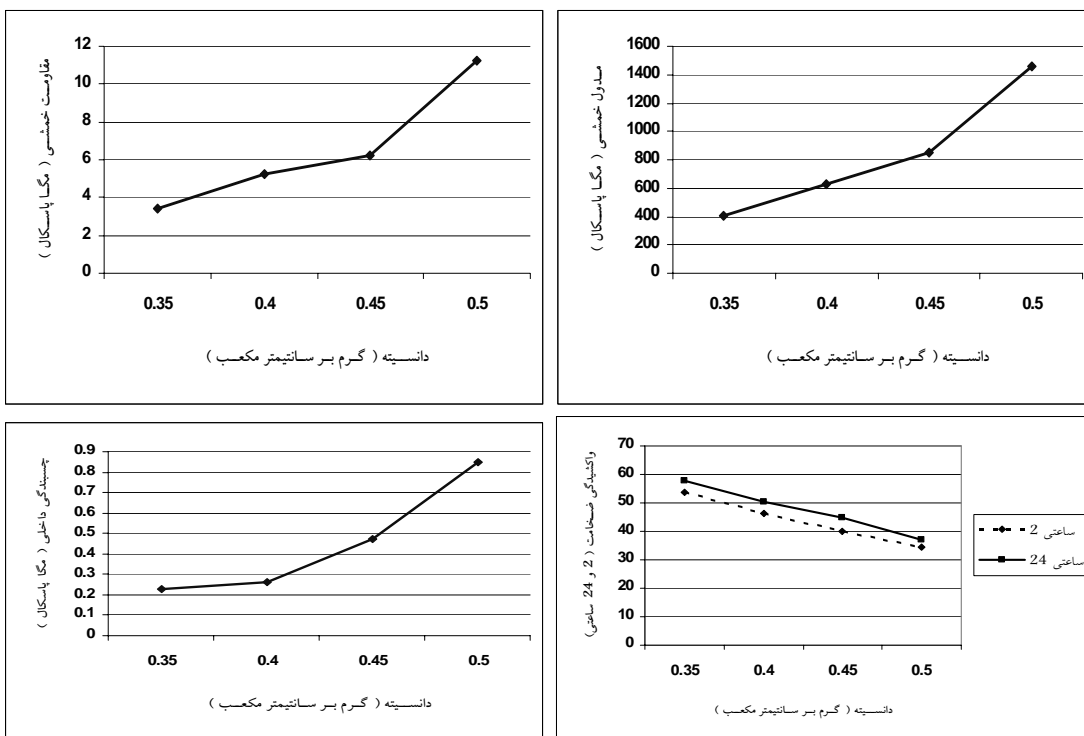 مقاومت خمشی ( مگا پاسکال )
12
10
8
6
4
2
0
0.35 0.4 0.45 0.5
دانسیته ( گرم بر سانتیمتر مکعب )
مدول خمشی ( مگا پاسکال )
1600
1400
1200
1000
800
600
400
200
0
0.35 0.4 0.45 0.5
دانسیته ( گرم بر سانتیمتر مکعب )
چسبندگی داخلی ( مگا پاسکال )
0.9
0.8
0.7
0.6
0.5
0.4
0.3
0.2
0.1
0
0.35 0.4 0.45 0.5
دانسیته ( گرم بر سانتیمتر مکعب )
واکشیدگی ضخامت ( 2 و 24 ساعتی)
70
60
50
40
30
20
10
0
0.35 0.4 0.45 0.5
دانسیته ( گرم بر سانتیمتر مکعب )
2 ساعتی
24 ساعتی